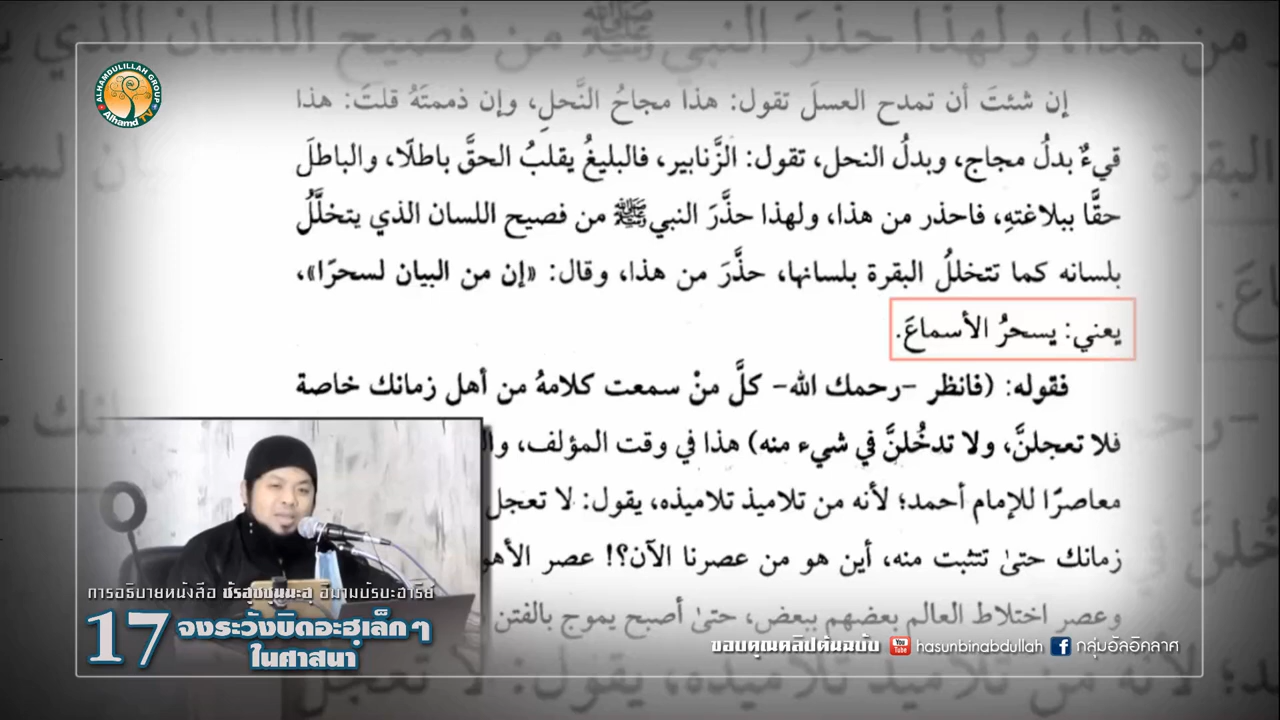 ALHAMDULILLAH GROUP
Alhamd TV
إن شئتَ أن تمدح العسلَ تقول: هذا مجاجُ النَّحلِ، وإن ذممتَهُ قلتَ: هذا
قيءٌ بدلُ مجاج، وبدلُ النحل، تقول: الزَّنابير، فالبليغُ يقلبُ الحقَّ باطلًا، والباطلَ
حقًّا ببلاغتهِ، فاحذر من هذا، ولهذا حذَّرَ النبيﷺ من فصيح اللسان الذي يتخلَّلُ
بلسانه كما تتخللُ البقرة بلسانها، حذَّرَ من هذا، وقال: «إن من البيان لسحرًا»،
يعني: يسحرُ الأسماعَ.
فقوله: (فانظر –رحمك الله– كلَّ منْ سمعت كلامهُ من أهل زمانك خاصة
فلا تعجلنَّ، ولا تدخُلنَّ في شيء منه) هذا في وقت المؤلف،
معاصرًا للإمام أحمد؛ لأنه من تلاميذ تلاميذه، يقول: لا تعجل
زمانك حتىٰ تتثبت منه، أين هو من عصرنا الآن؟! عصر
وعصر اختلاط العالم بعضهم ببعض، حتىٰ أصبح يموج بالفتن
การอธิบายหนังสือ ชัรฮุซซุนนะฮฺ อิมามบัรบะฮารีย์
17 จงระวังบิดอะฮฺเล็ก ๆ
ในศาสนา
ขอบคุณคลิปต้นฉบับ You Tube hasunbinabdullah f กลุ่มอัลอิคลาศ